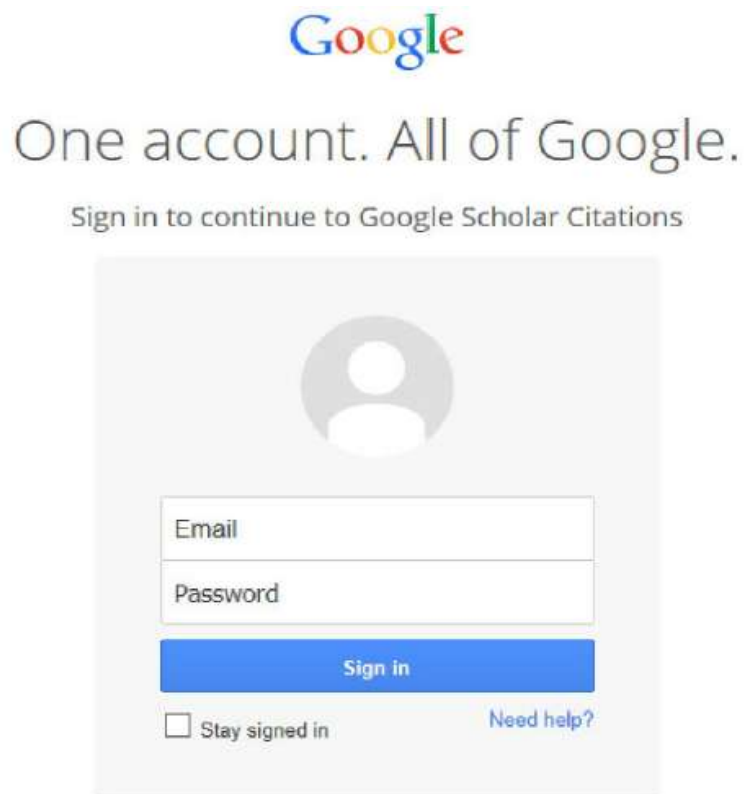 Google
One account. All of Google.
Sign in to continue to Google Scholar Citations
Email
Password
Sign in
Stay signed in
Need help?